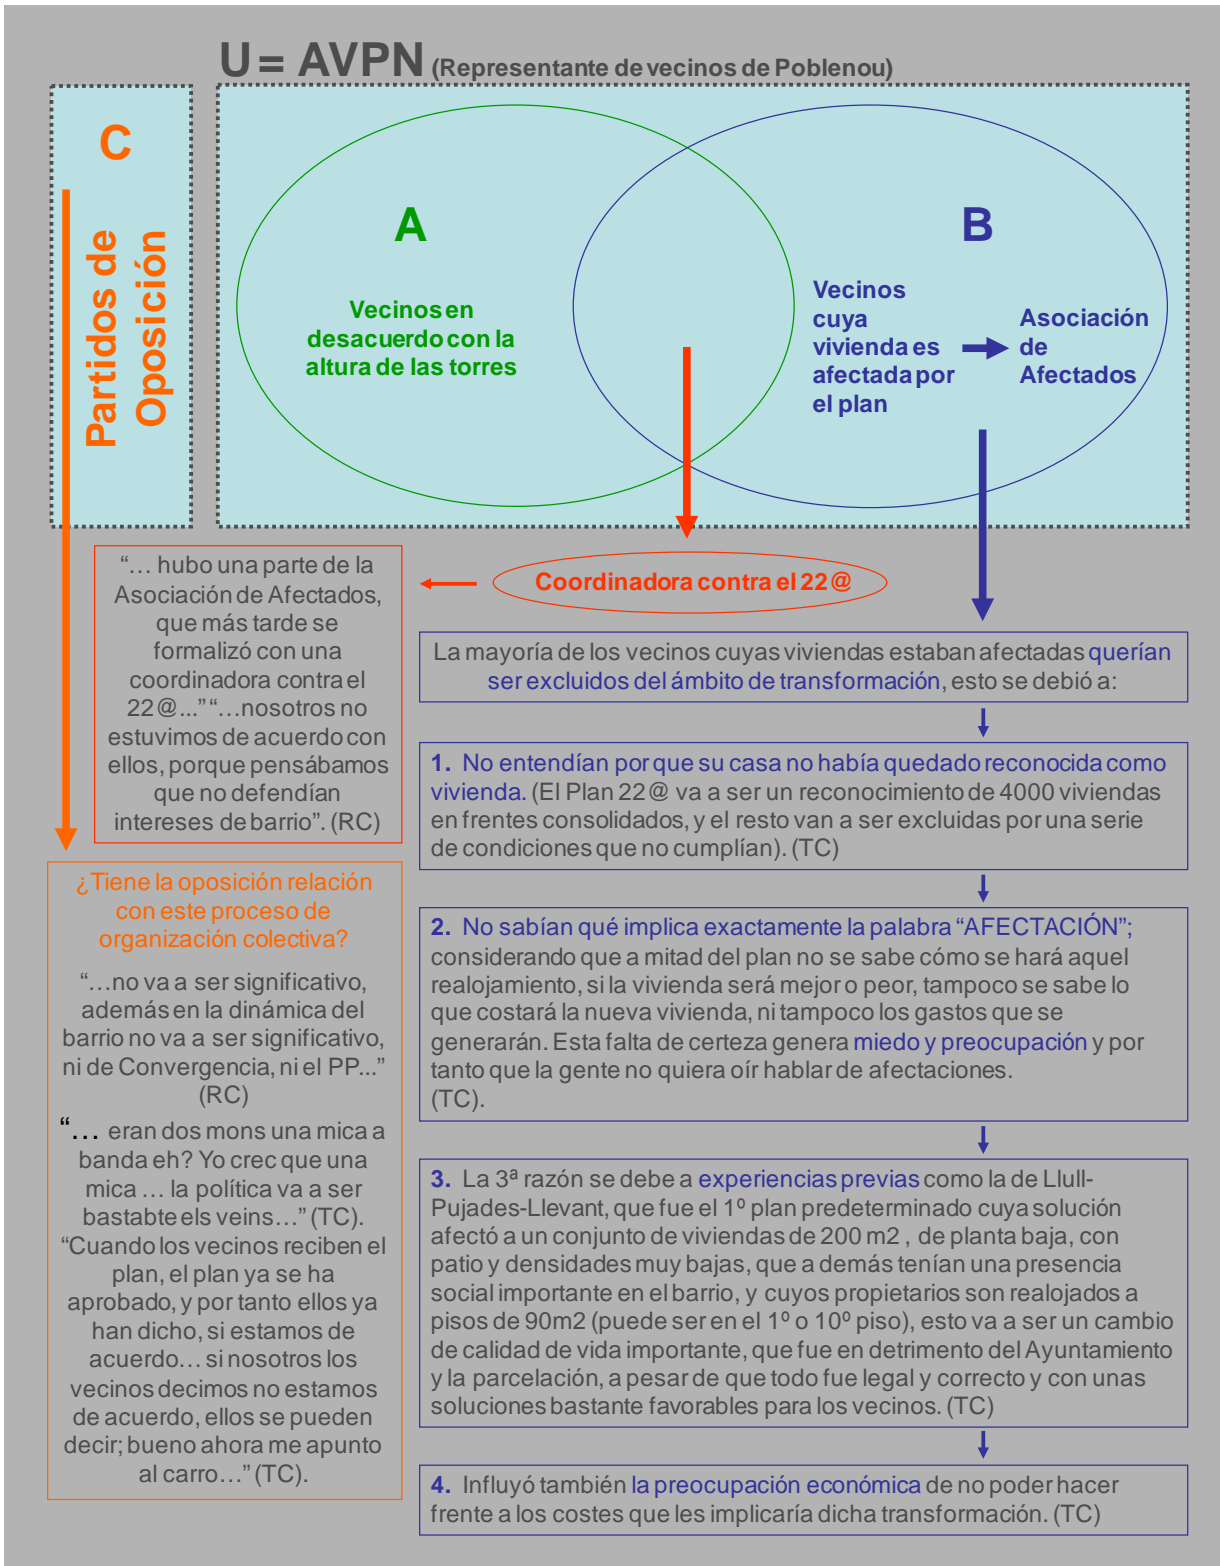 U = AVPN (Representante de vecinos de Poblenou)
C
Partidos de
Oposición
A
Vecinos en
desacuerdo con la
altura de las torres
B
Vecinos
cuya
vivienda es
afectada por
el plan
Asociación
de
Afectados
Coordinadora contra el 22@
“… hubo una parte de la
Asociación de Afectados,
que más tarde se
formalizó con una
coordinadora contra el
22@...” “…nosotros no
estuvimos de acuerdo con
ellos, porque pensábamos
que no defendían
intereses de barrio”. (RC)
¿Tiene la oposición relación
con este proceso de
organización colectiva?
“…no va a ser significativo,
además en la dinámica del
barrio no va a ser significativo,
ni de Convergencia, ni el PP...”
(RC)
“… eran dos mons una mica a
banda eh? Yo crec que una
mica … la política va a ser
bastabte els veins…” (TC).
“Cuando los vecinos reciben el
plan, el plan ya se ha
aprobado, y por tanto ellos ya
han dicho, si estamos de
acuerdo… si nosotros los
vecinos decimos no estamos
de acuerdo, ellos se pueden
decir; bueno ahora me apunto
al carro…” (TC).
La mayoría de los vecinos cuyas viviendas estaban afectadas querían
ser excluidos del ámbito de transformación, esto se debió a:
1. No entendían por que su casa no había quedado reconocida como
vivienda. (El Plan 22@ va a ser un reconocimiento de 4000 viviendas
en frentes consolidados, y el resto van a ser excluidas por una serie
de condiciones que no cumplían). (TC)
2. No sabían qué implica exactamente la palabra “AFECTACIÓN”;
considerando que a mitad del plan no se sabe cómo se hará aquel
realojamiento, si la vivienda será mejor o peor, tampoco se sabe lo
que costará la nueva vivienda, ni tampoco los gastos que se
generarán. Esta falta de certeza genera miedo y preocupación y por
tanto que la gente no quiera oír hablar de afectaciones.
(TC).
3. La 3ª razón se debe a experiencias previas como la de Llull-
Pujades-Llevant, que fue el 1º plan predeterminado cuya solución
afectó a un conjunto de viviendas de 200 m2 , de planta baja, con
patio y densidades muy bajas, que a demás tenían una presencia
social importante en el barrio, y cuyos propietarios son realojados a
pisos de 90m2 (puede ser en el 1º o 10º piso), esto va a ser un cambio
de calidad de vida importante, que fue en detrimento del Ayuntamiento
y la parcelación, a pesar de que todo fue legal y correcto y con unas
soluciones bastante favorables para los vecinos. (TC)
4. Influyó también la preocupación económica de no poder hacer
frente a los costes que les implicaría dicha transformación. (TC)